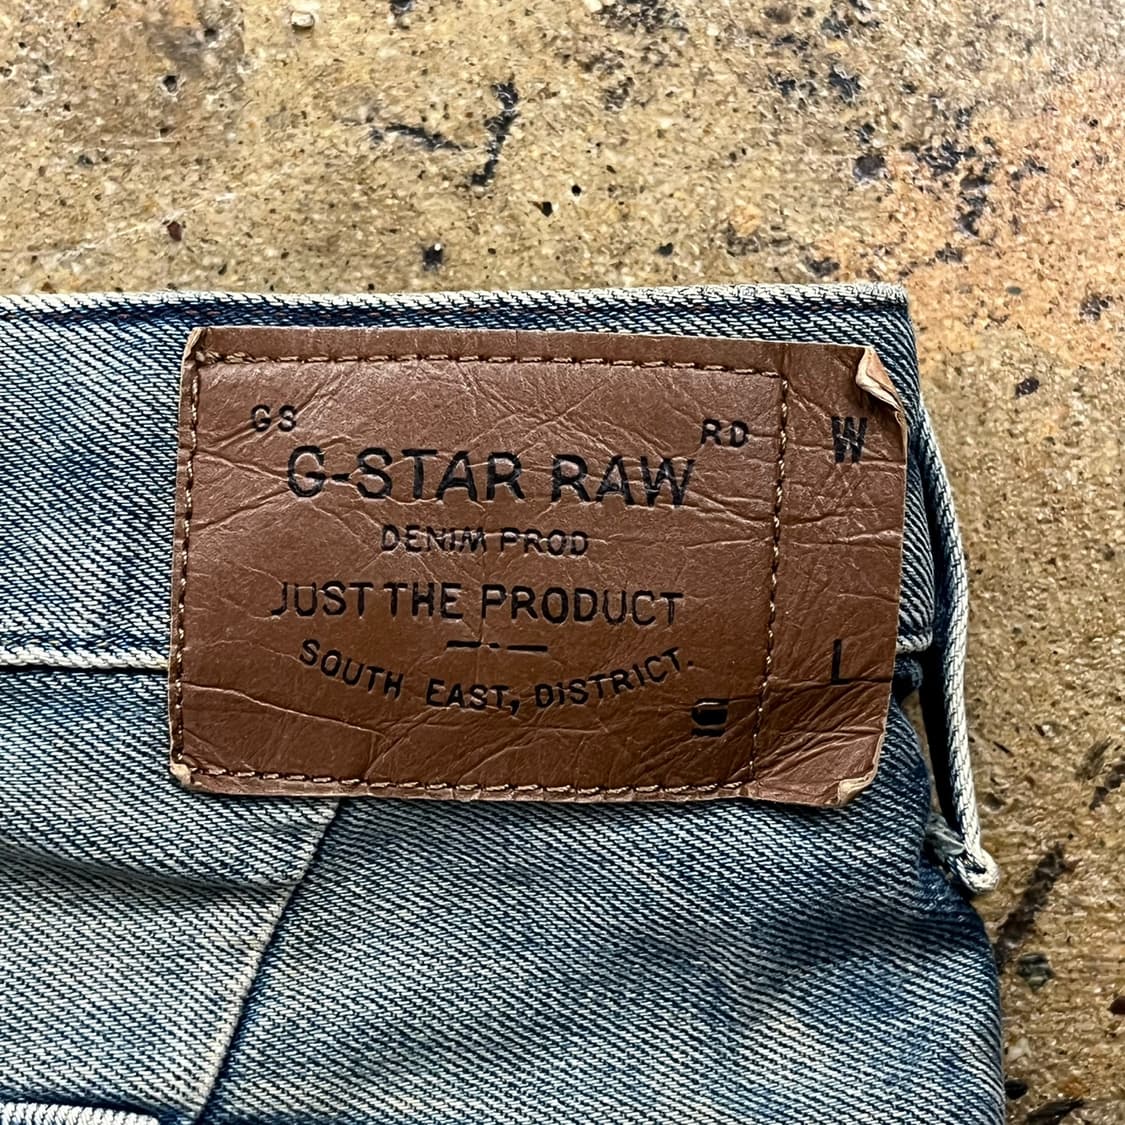 GS RD W
G-STAR RAW
DENIM PROD
JUST THE PRODUCT
SOUTH EAST, DISTRICT.
L